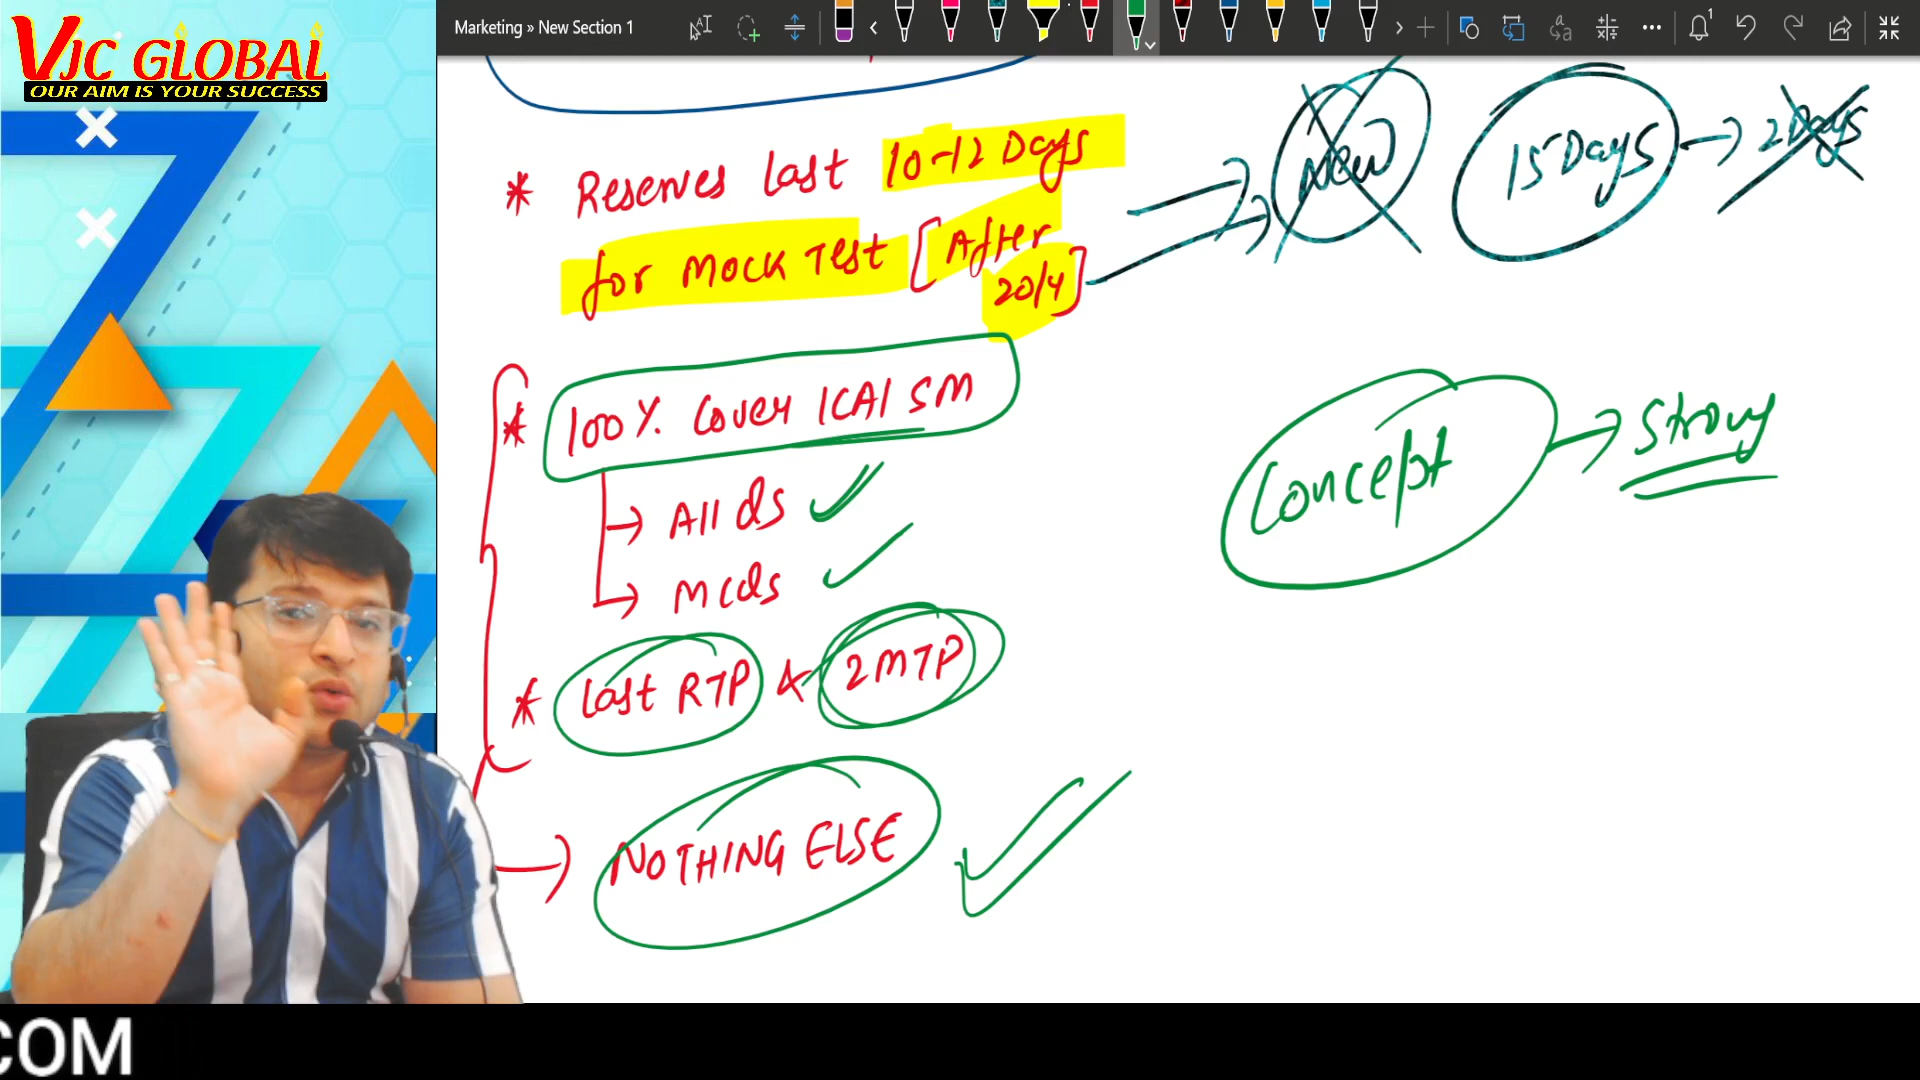 VJC GLOBAL
OUR AIM IS YOUR SUCCESS
Marketing » New Section 1
* Reserves last 10-12 Days
for Mock Test [After
20/4]
New
15 Days → 2 Days
* 100% Cover ICAI SM
→ All
→ MCQs
Concept → Strong
* last RTP & 2 MTP
→ NOTHING ELSE
COM